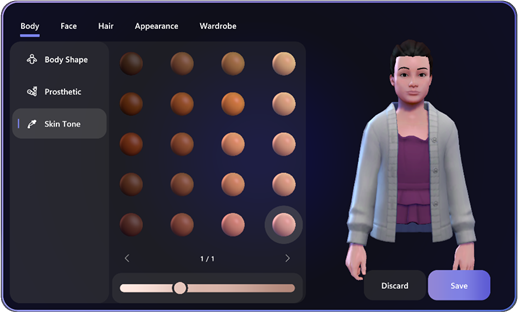 Body Face Hair Appearance Wardrobe
Body Shape
Prosthetic
Skin Tone
1 / 1
Discard Save